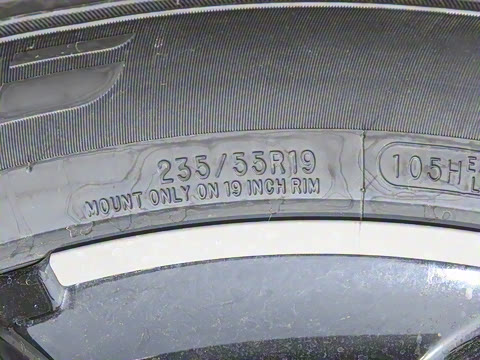 235/55R19
MOUNT ONLY ON 19 INCH RIM
105H